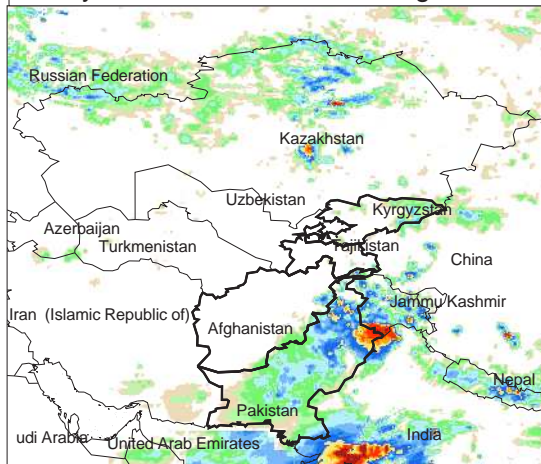 Russian Federation
Kazakhstan
Uzbekistan
Kyrgyzstan
Azerbaijan
Turkmenistan
Tajikistan
China
Iran (Islamic Republic of)
Jammu Kashmir
Afghanistan
Nepal
Pakistan
udi Arabia
United Arab Emirates
India